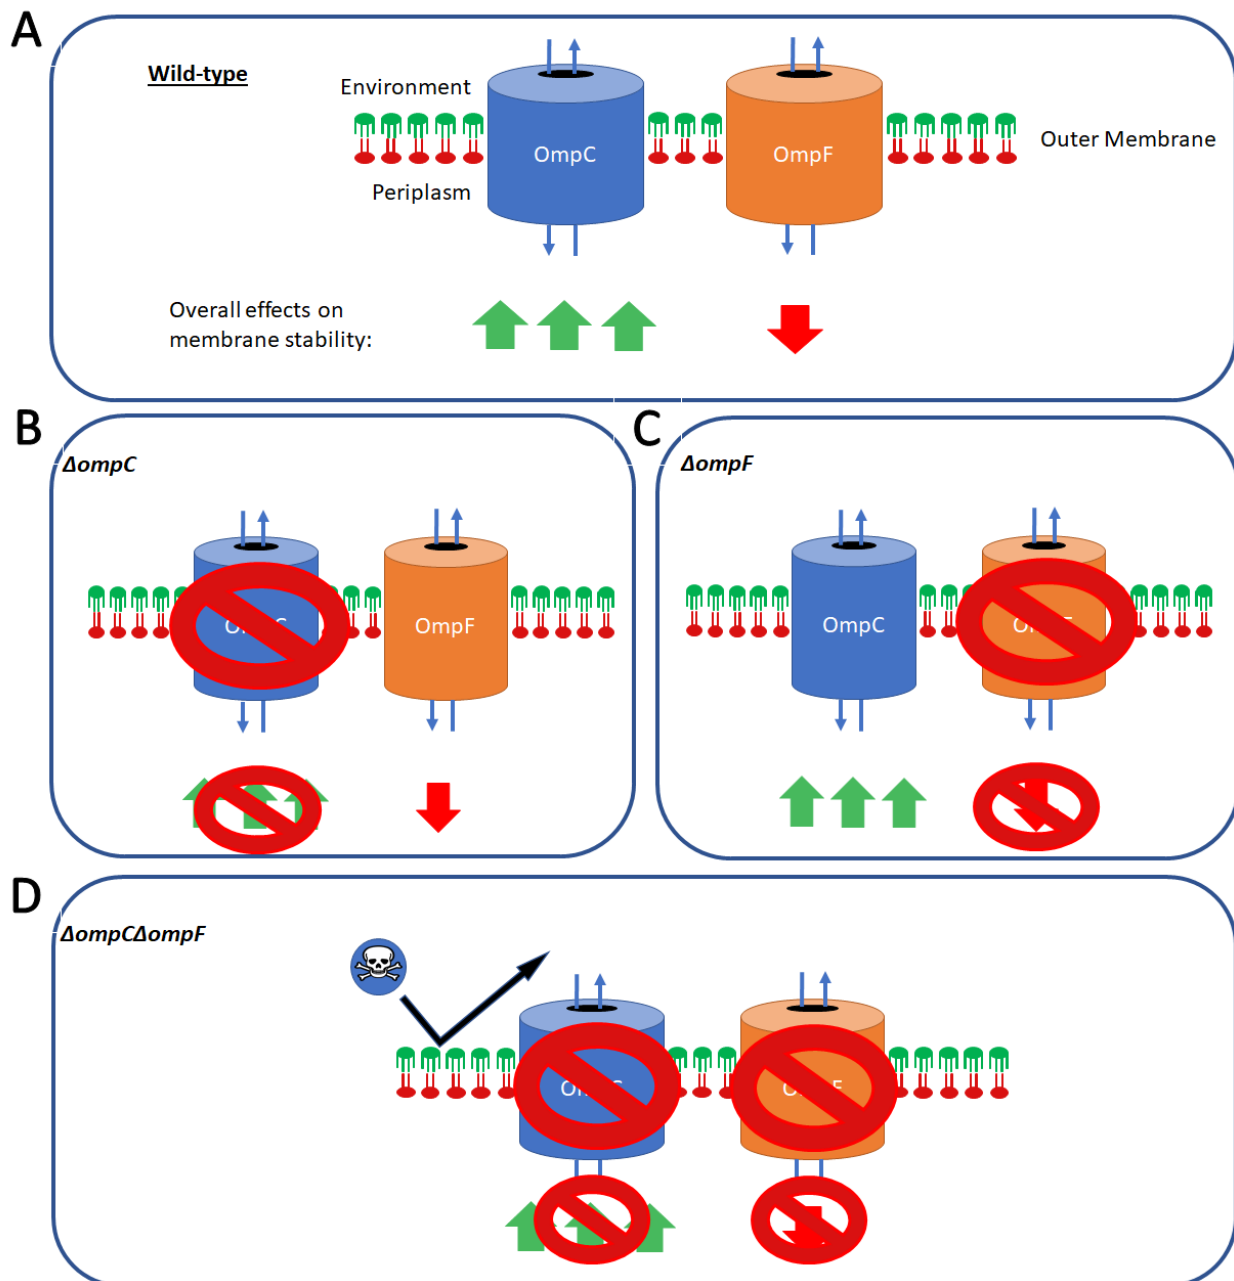 A
Wild-type
Environment
OmpC
OmpF
Outer Membrane
Periplasm
Overall effects on
membrane stability:
B
ΔompC
OmpF
C
ΔompF
OmpC
D
ΔompCΔompF